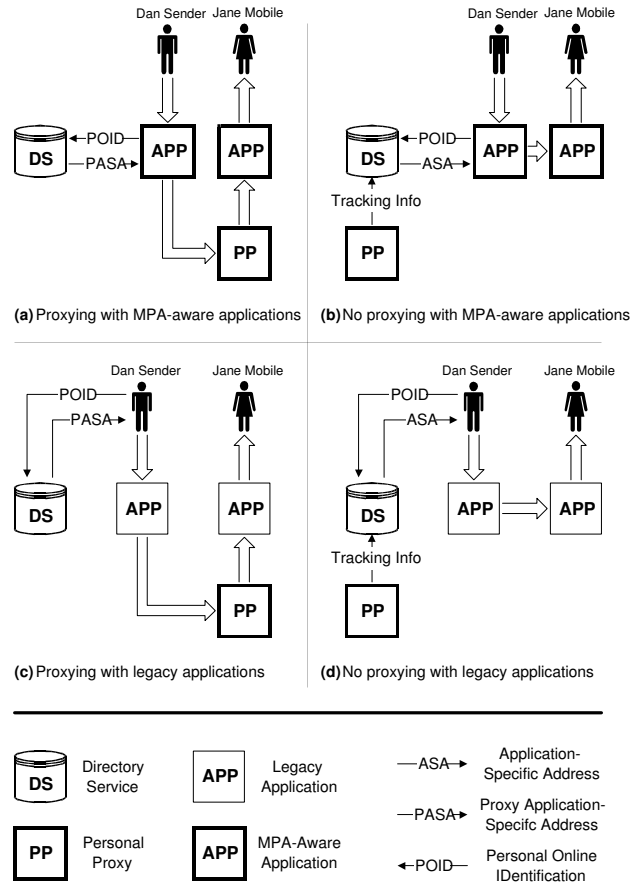 Dan Sender Jane Mobile
POID
DS
PASA
APP
APP
PP
(a) Proxying with MPA-aware applications
Dan Sender Jane Mobile
POID
DS
ASA
APP
APP
Tracking Info
PP
(b) No proxying with MPA-aware applications
Dan Sender Jane Mobile
POID
PASA
DS
APP
APP
PP
(c) Proxying with legacy applications
Dan Sender Jane Mobile
POID
ASA
DS
APP
APP
Tracking Info
PP
(d) No proxying with legacy applications
DS
Directory
Service
APP
Legacy
Application
ASA
Application-
Specific Address
PASA
Proxy Application-
Specifc Address
PP
Personal
Proxy
APP
MPA-Aware
Application
POID
Personal Online
IDentification